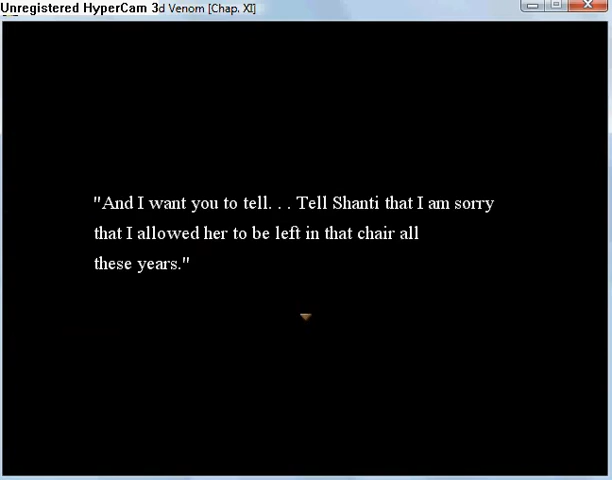 Unregistered HyperCam 3d Venom [Chap. XI]
"And I want you to tell. . . Tell Shanti that I am sorry
that I allowed her to be left in that chair all
these years."